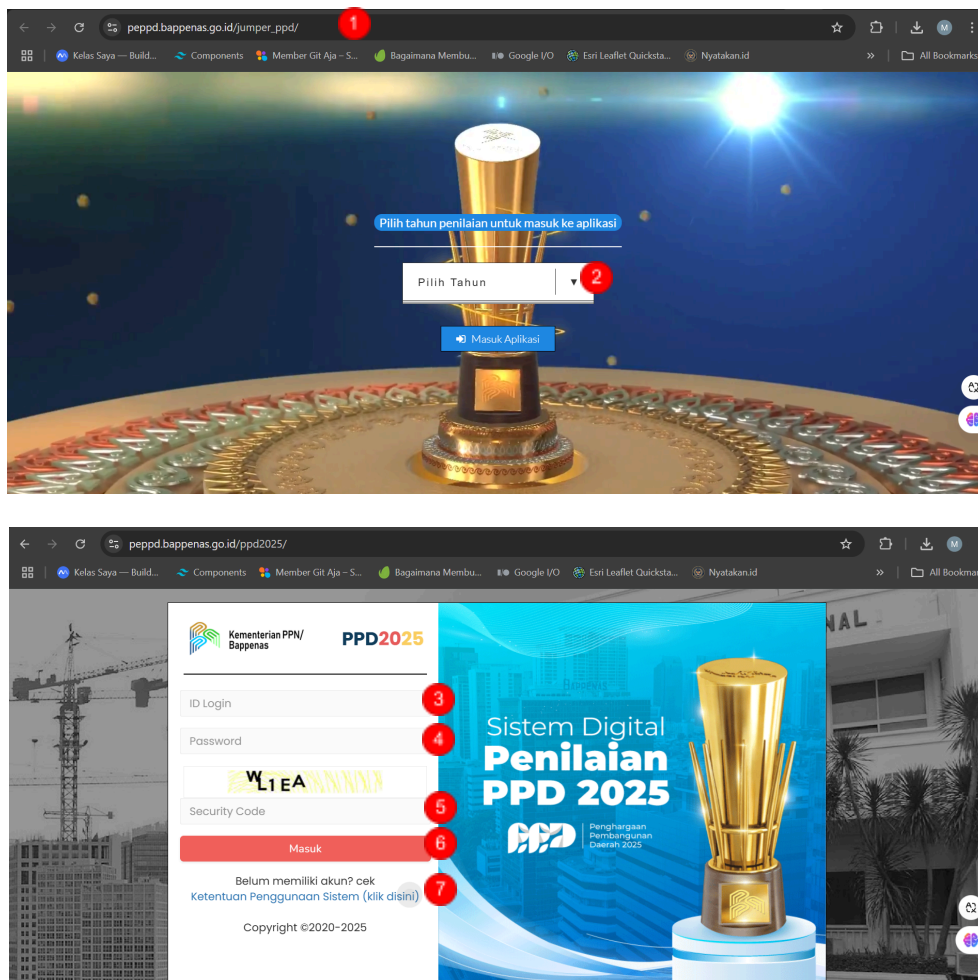 peppd.bappenas.go.id/jumper_ppd/
1
M
Kelas Saya — Build...
Components
Member Git Aja – S...
Bagaimana Membu...
Google I/O
Esri Leaflet Quicksta...
Nyatakan.id
»
All Bookmarks
Pilih tahun penilaian untuk masuk ke aplikasi
Pilih Tahun
▼
2
Masuk Aplikasi
peppd.bappenas.go.id/ppd2025/
M
Kelas Saya — Build...
Components
Member Git Aja – S...
Bagaimana Membu...
Google I/O
Esri Leaflet Quicksta...
Nyatakan.id
»
All Bookmar
NAL
Kementerian PPN/
Bappenas
PPD2025
ID Login
3
Password
4
WL1EA
Security Code
5
Masuk
6
Belum memiliki akun? cek
Ketentuan Penggunaan Sistem (klik disini)
7
Copyright ©2020-2025
BAPPENAS
Sistem Digital
Penilaian
PPD 2025
PPD
Penghargaan
Pembangunan
Daerah 2025